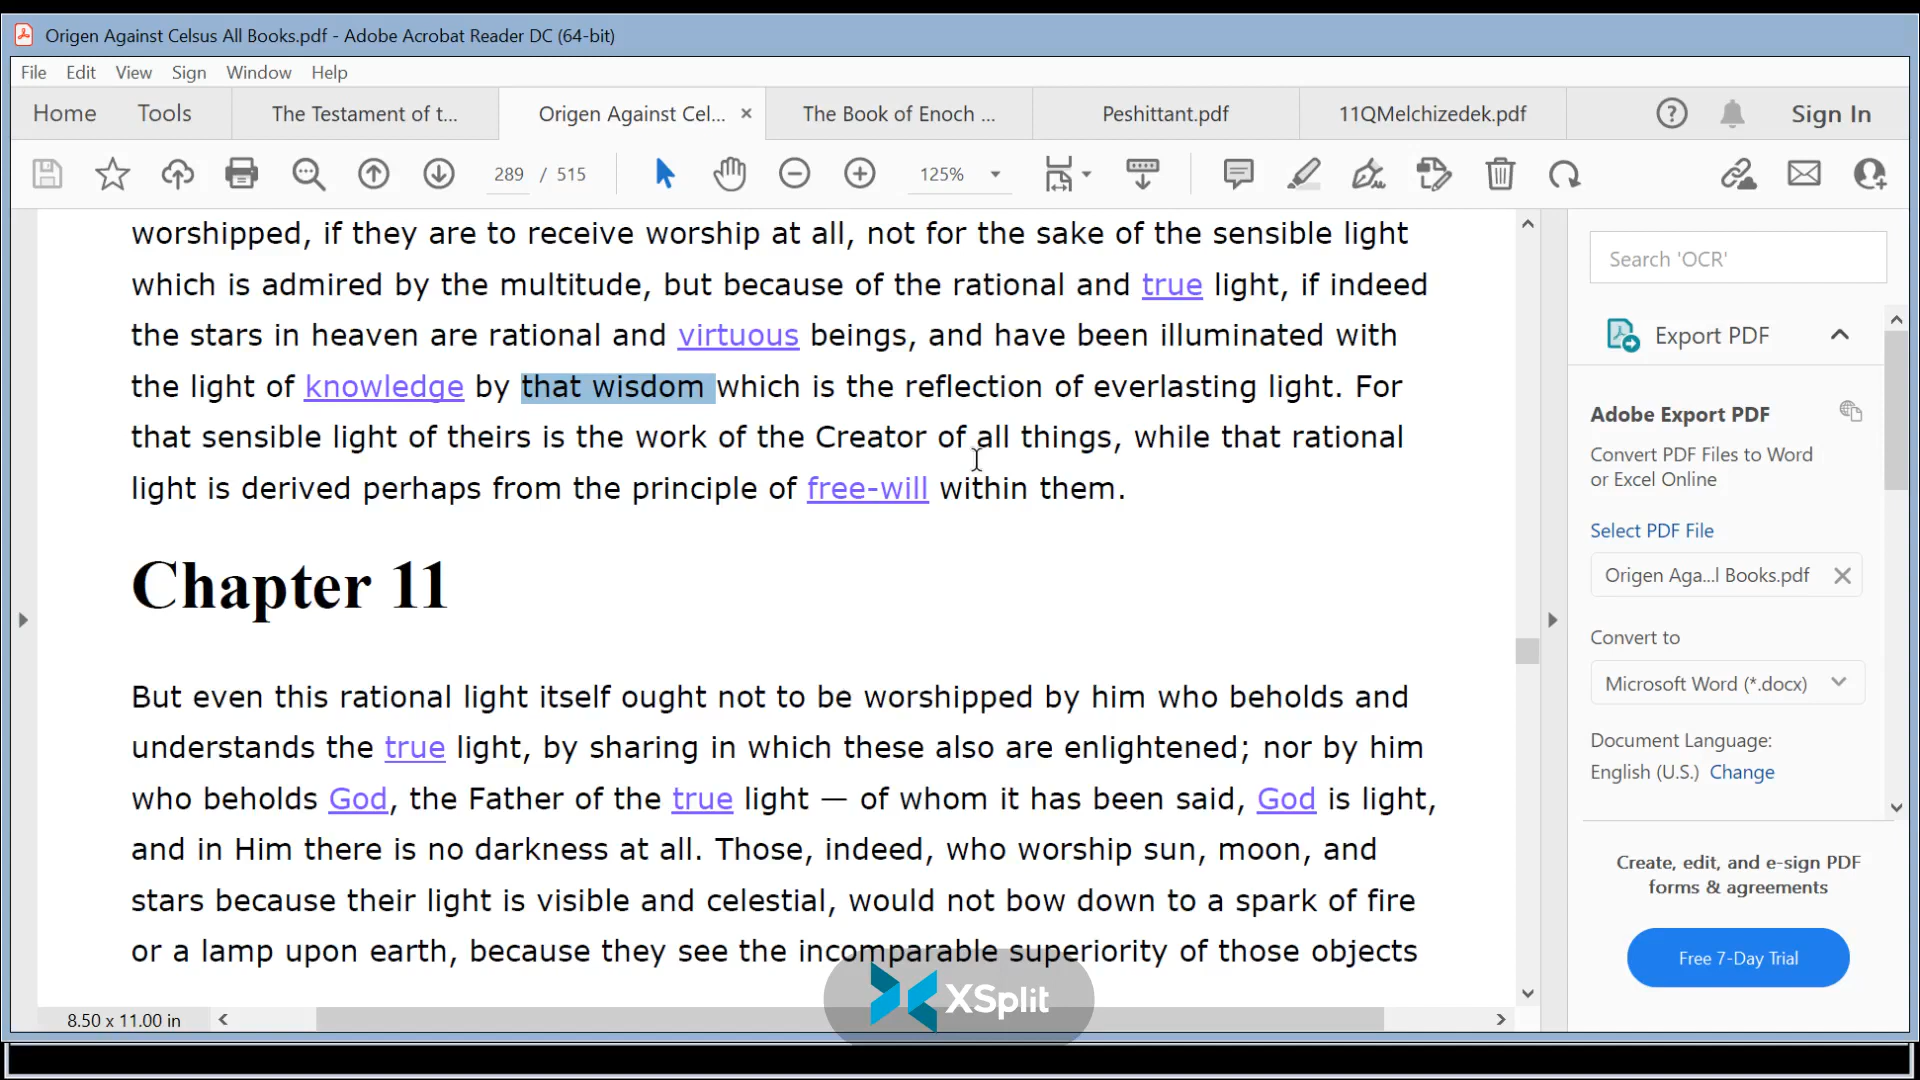 Origen Against Celsus All Books.pdf - Adobe Acrobat Reader DC (64-bit)
File Edit View Sign Window Help
Home Tools The Testament of t... Origen Against Cel... × The Book of Enoch ... Peshittant.pdf 11QMelchizedek.pdf ? Sign In
289 / 515 125%
worshipped, if they are to receive worship at all, not for the sake of the sensible light
which is admired by the multitude, but because of the rational and true light, if indeed
the stars in heaven are rational and virtuous beings, and have been illuminated with
the light of knowledge by that wisdom which is the reflection of everlasting light. For
that sensible light of theirs is the work of the Creator of all things, while that rational
light is derived perhaps from the principle of free-will within them.
Chapter 11
But even this rational light itself ought not to be worshipped by him who beholds and
understands the true light, by sharing in which these also are enlightened; nor by him
who beholds God, the Father of the true light — of whom it has been said, God is light,
and in Him there is no darkness at all. Those, indeed, who worship sun, moon, and
stars because their light is visible and celestial, would not bow down to a spark of fire
or a lamp upon earth, because they see the incomparable superiority of those objects
XSplit
8.50 x 11.00 in
Search 'OCR'
Export PDF
Adobe Export PDF
Convert PDF Files to Word
or Excel Online
Select PDF File
Origen Aga...l Books.pdf
Convert to
Microsoft Word (*.docx)
Document Language:
English (U.S.) Change
Create, edit, and e-sign PDF
forms & agreements
Free 7-Day Trial